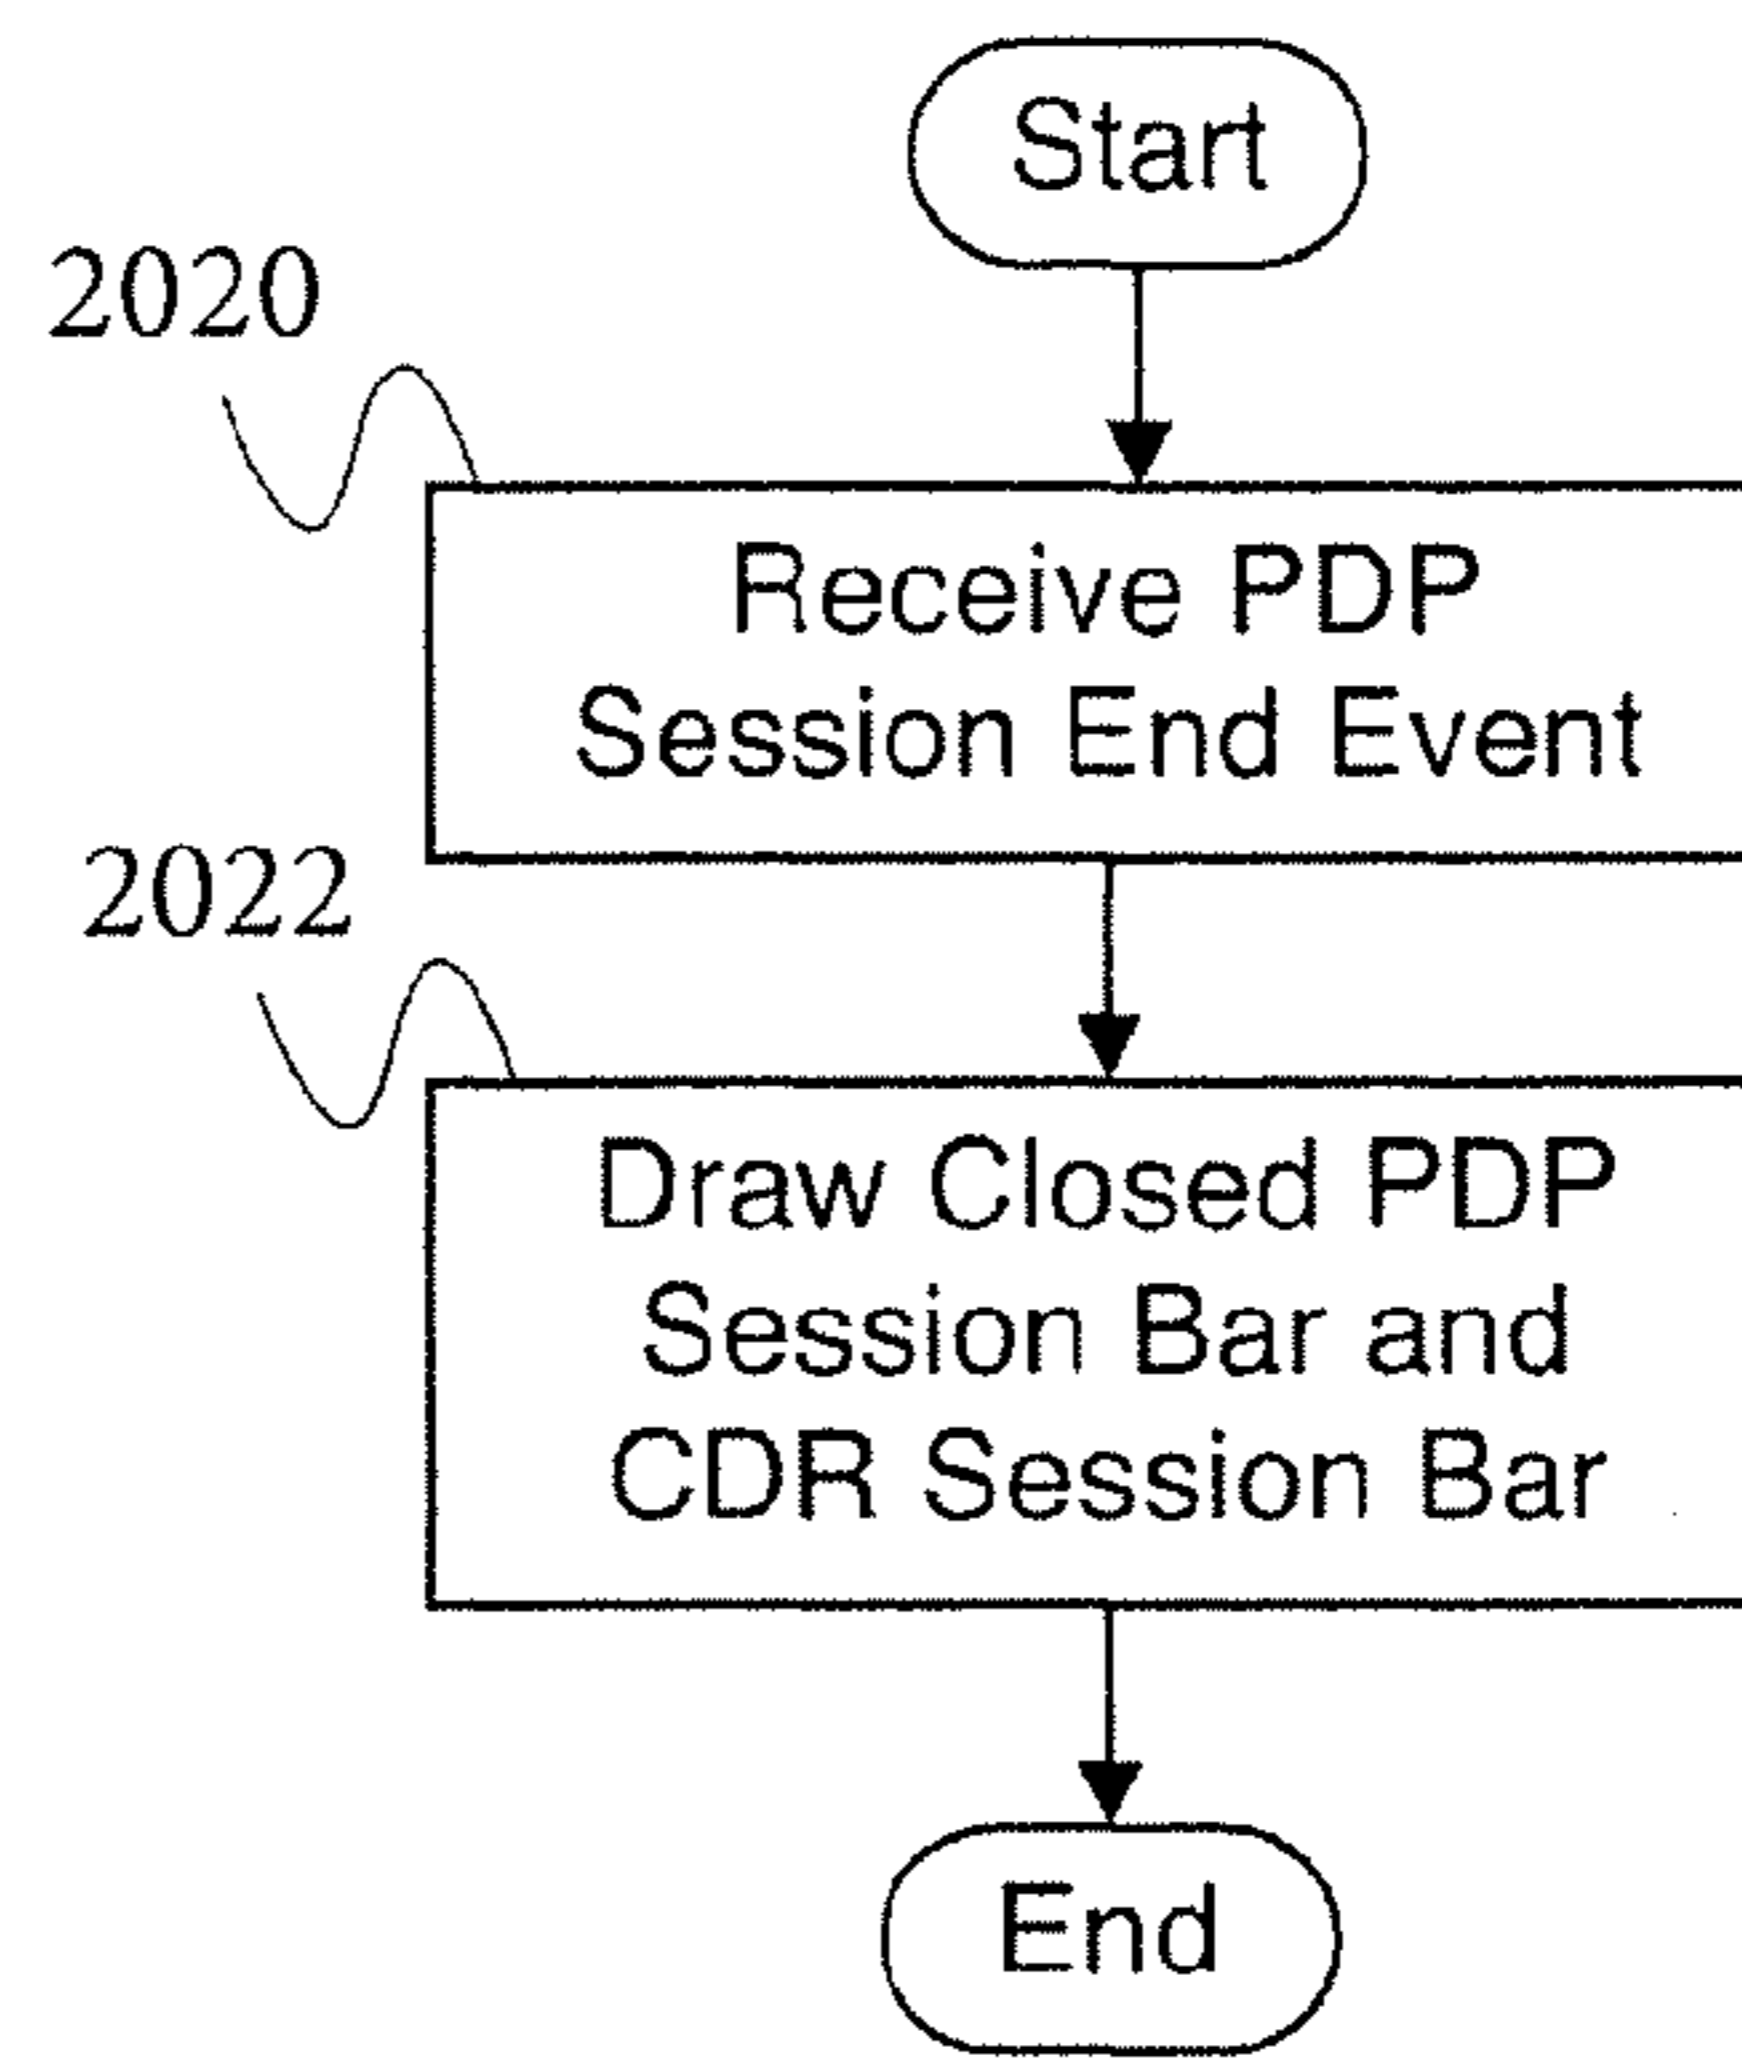 Start
2020
Receive PDP
Session End Event
2022
Draw Closed PDP
Session Bar and
CDR Session Bar
End